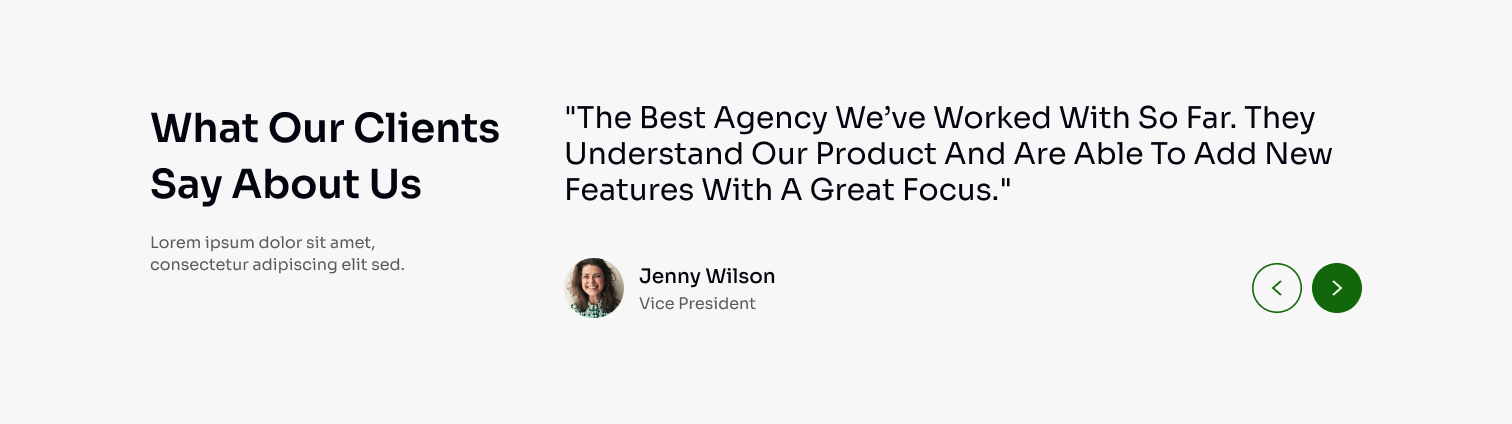 What Our Clients
Say About Us
Lorem ipsum dolor sit amet,
consectetur adipiscing elit sed.
"The Best Agency We’ve Worked With So Far. They
Understand Our Product And Are Able To Add New
Features With A Great Focus."
Jenny Wilson
Vice President